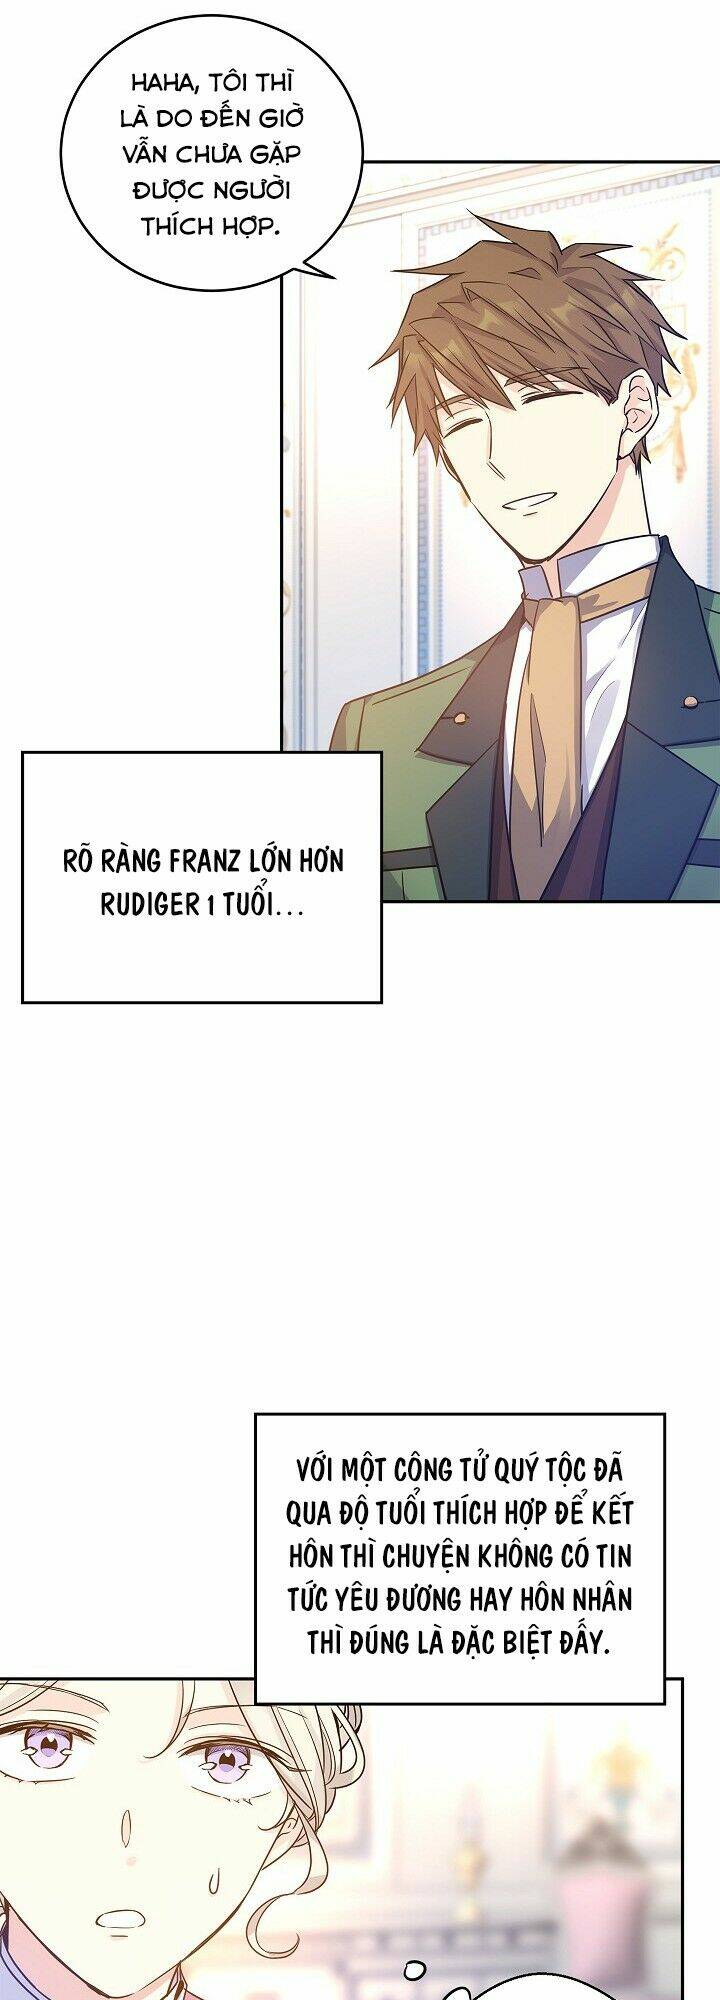 HAHA, TÔI THÌ
LÀ DO ĐẾN GIỜ
VẪN CHƯA GẶP
ĐƯỢC NGƯỜI
THÍCH HỢP.
RÕ RÀNG FRANZ LỚN HƠN
RUDIGER 1 TUỔI...
VỚI MỘT CÔNG TỬ QUÝ TỘC ĐÃ
QUA ĐỘ TUỔI THÍCH HỢP ĐỂ KẾT
HÔN THÌ CHUYỆN KHÔNG CÓ TIN
TỨC YÊU ĐƯƠNG HAY HÔN NHÂN
THÌ ĐÚNG LÀ ĐẶC BIỆT ĐẤY.